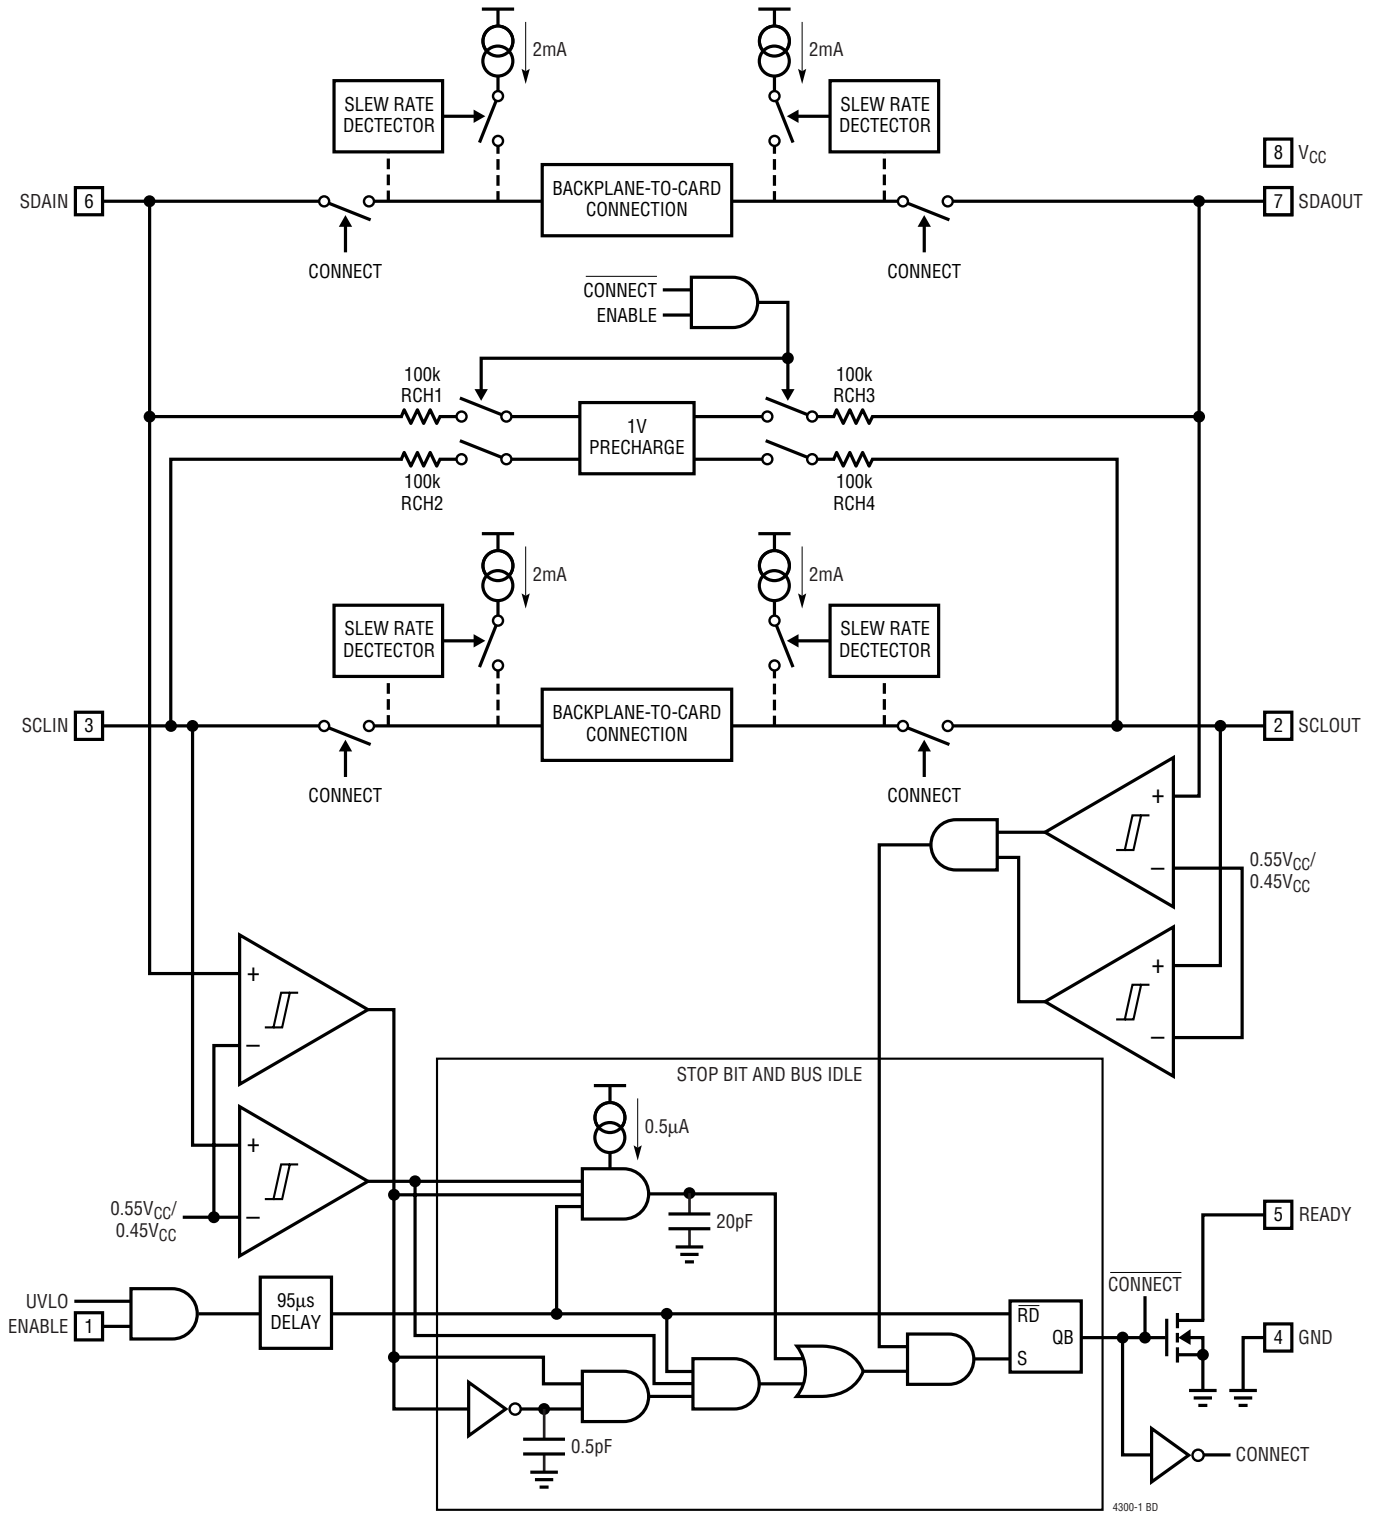 2mA
2mA
SLEW RATE
DECTECTOR
SLEW RATE
DECTECTOR
8 VCC
SDAIN 6
BACKPLANE-TO-CARD
CONNECTION
7 SDAOUT
CONNECT
CONNECT
CONNECT
ENABLE
100k
RCH1
100k
RCH3
1V
PRECHARGE
100k
RCH2
100k
RCH4
2mA
2mA
SLEW RATE
DECTECTOR
SLEW RATE
DECTECTOR
SCLIN 3
BACKPLANE-TO-CARD
CONNECTION
2 SCLOUT
CONNECT
CONNECT
+
–
0.55VCC/
0.45VCC
+
–
+
–
STOP BIT AND BUS IDLE
0.5µA
+
–
0.55VCC/
0.45VCC
20pF
5 READY
UVLO
ENABLE 1
95µs
DELAY
CONNECT
RD
QB
S
4 GND
0.5pF
CONNECT
4300-1 BD